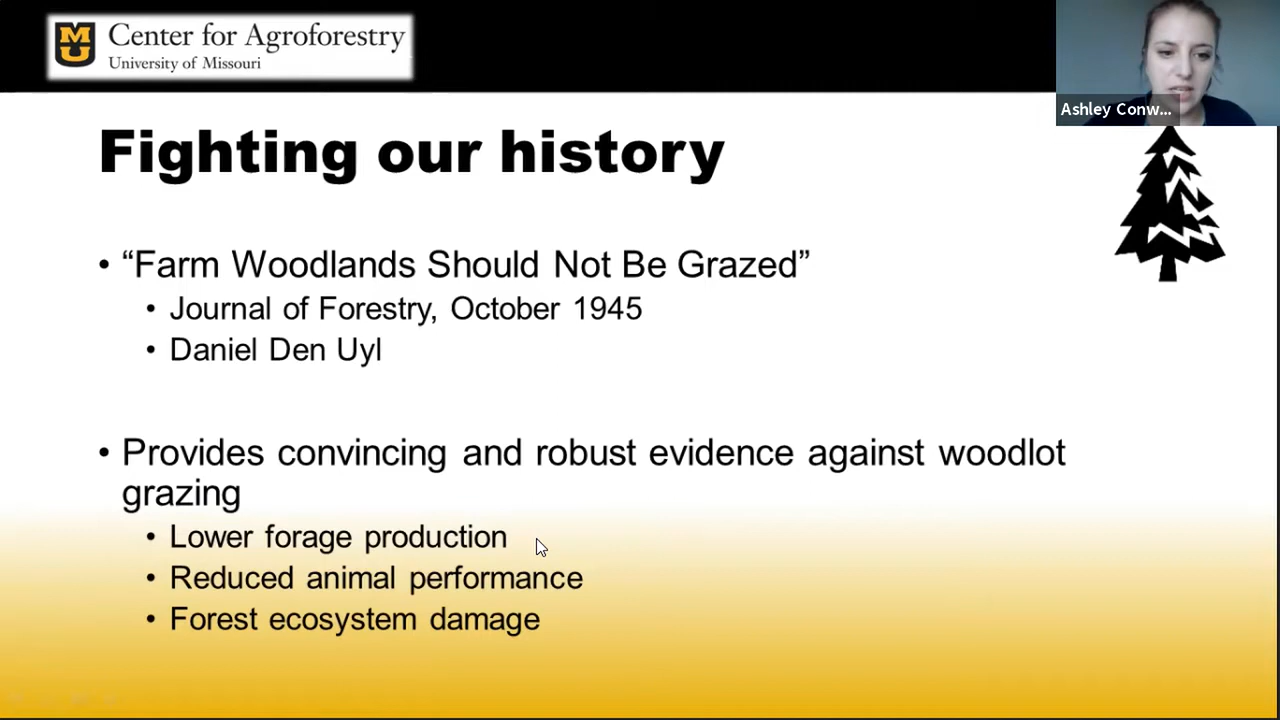 MU
Center for Agroforestry
University of Missouri
Ashley Conw...
Fighting our history
• “Farm Woodlands Should Not Be Grazed”
• Journal of Forestry, October 1945
• Daniel Den Uyl
• Provides convincing and robust evidence against woodlot
grazing
• Lower forage production
• Reduced animal performance
• Forest ecosystem damage